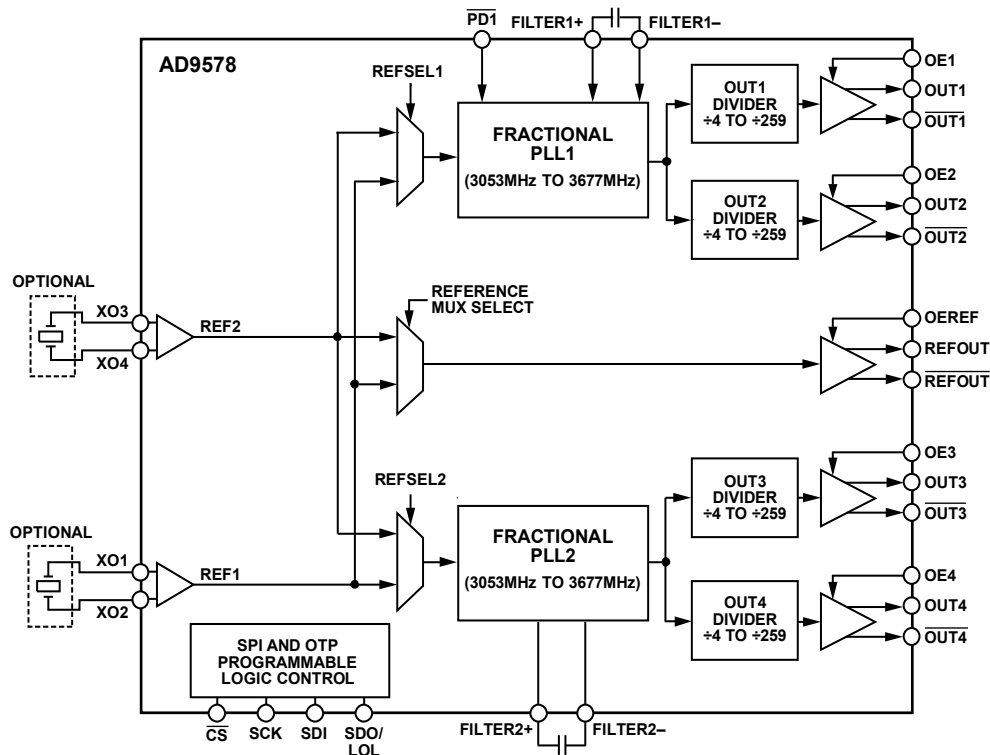 PD1
FILTER1+
FILTER1–
AD9578
REFSEL1
FRACTIONAL
PLL1
(3053MHz TO 3677MHz)
OUT1
DIVIDER
÷4 TO ÷259
OE1
OUT1
OUT1
OUT2
DIVIDER
÷4 TO ÷259
OE2
OUT2
OUT2
OPTIONAL
XO3
XO4
REF2
REFERENCE
MUX SELECT
OEREF
REFOUT
REFOUT
REFSEL2
FRACTIONAL
PLL2
(3053MHz TO 3677MHz)
OUT3
DIVIDER
÷4 TO ÷259
OE3
OUT3
OUT3
OPTIONAL
XO1
XO2
REF1
OUT4
DIVIDER
÷4 TO ÷259
OE4
OUT4
OUT4
SPI AND OTP
PROGRAMMABLE
LOGIC CONTROL
CS
SCK
SDI
SDO/
LOL
FILTER2+
FILTER2–